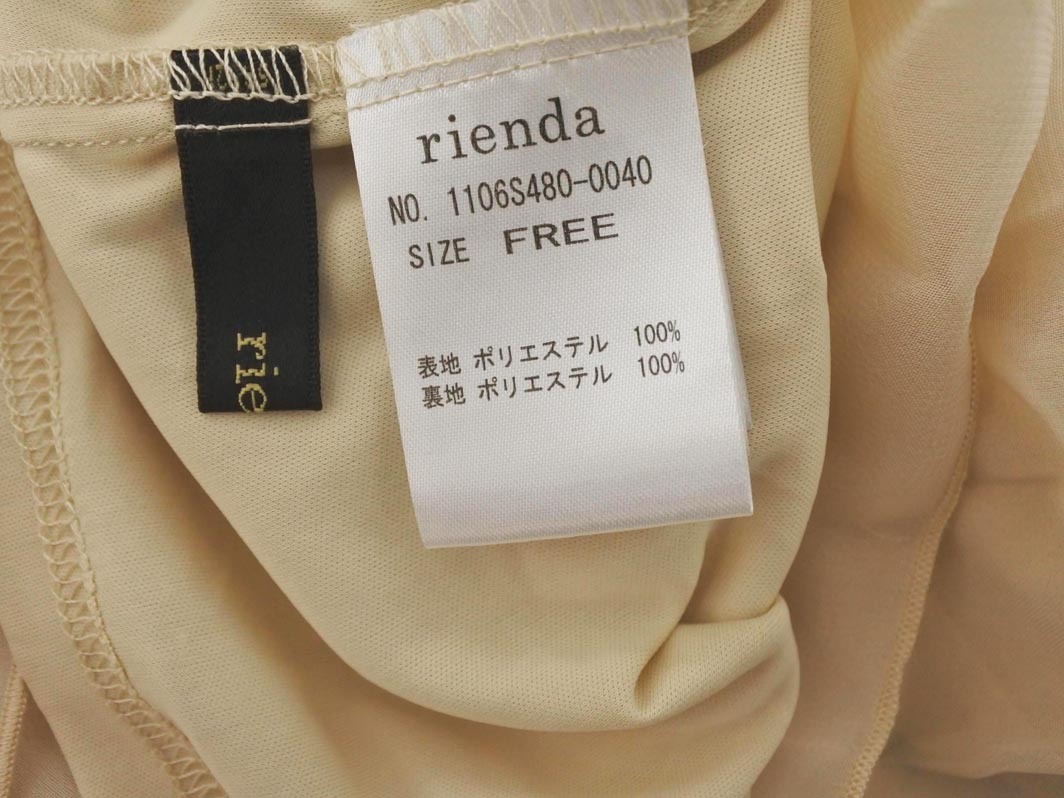 rienda
NO. 1106S480-0040
SIZE FREE
表地 ポリエステル 100%
裏地 ポリエステル 100%
rie